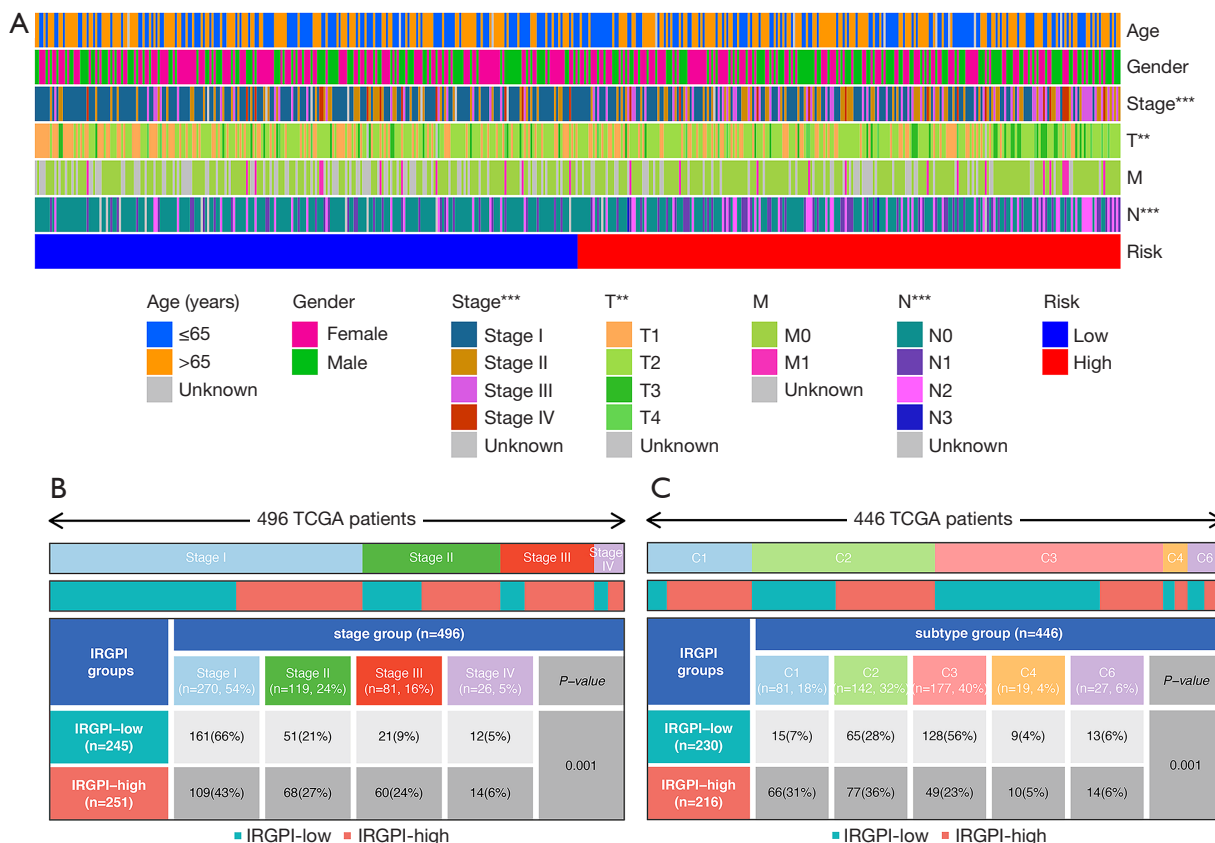 A
Age
Gender
Stage***
T**
M
N***
Risk
Age (years)
≤65
>65
Unknown
Gender
Female
Male
Stage***
Stage I
Stage II
Stage III
Stage IV
Unknown
T**
T1
T2
T3
T4
Unknown
M
M0
M1
Unknown
N***
N0
N1
N2
N3
Unknown
Risk
Low
High
B
496 TCGA patients
Stage I
Stage II
Stage III
Stage
IV
IRGPI
groups
stage group (n=496)
Stage I
(n=270, 54%)
Stage II
(n=119, 24%)
Stage III
(n=81, 16%)
Stage IV
(n=26, 5%)
P−value
IRGPI−low
(n=245)
161(66%)
51(21%)
21(9%)
12(5%)
0.001
IRGPI−high
(n=251)
109(43%)
68(27%)
60(24%)
14(6%)
IRGPI-low
IRGPI-high
C
446 TCGA patients
C1
C2
C3
C4
C6
IRGPI
groups
subtype group (n=446)
C1
(n=81, 18%)
C2
(n=142, 32%)
C3
(n=177, 40%)
C4
(n=19, 4%)
C6
(n=27, 6%)
P−value
IRGPI−low
(n=230)
15(7%)
65(28%)
128(56%)
9(4%)
13(6%)
0.001
IRGPI−high
(n=216)
66(31%)
77(36%)
49(23%)
10(5%)
14(6%)
IRGPI-low
IRGPI-high